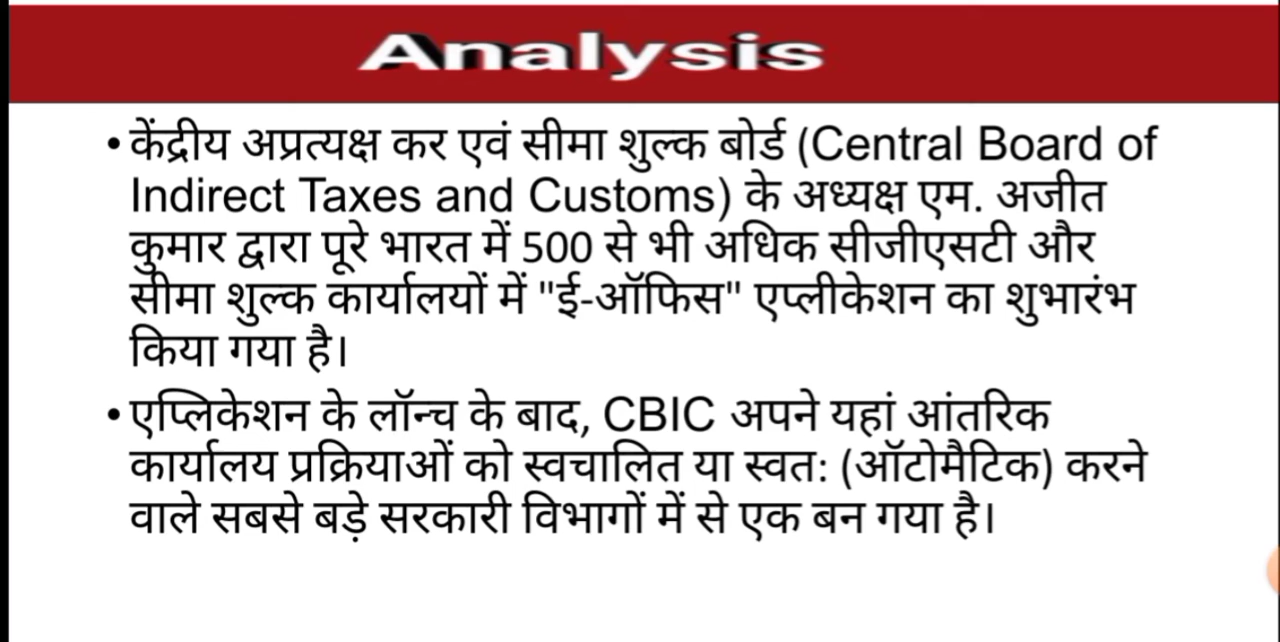 Analysis
•केंद्रीय अप्रत्यक्ष कर एवं सीमा शुल्क बोर्ड (Central Board of
Indirect Taxes and Customs) के अध्यक्ष एम. अजीत
कुमार द्वारा पूरे भारत में 500 से भी अधिक सीजीएसटी और
सीमा शुल्क कार्यालयों में "ई-ऑफिस" एप्लीकेशन का शुभारंभ
किया गया है।
•एप्लिकेशन के लॉन्च के बाद, CBIC अपने यहां आंतरिक
कार्यालय प्रक्रियाओं को स्वचालित या स्वत: (ऑटोमैटिक) करने
वाले सबसे बड़े सरकारी विभागों में से एक बन गया है।